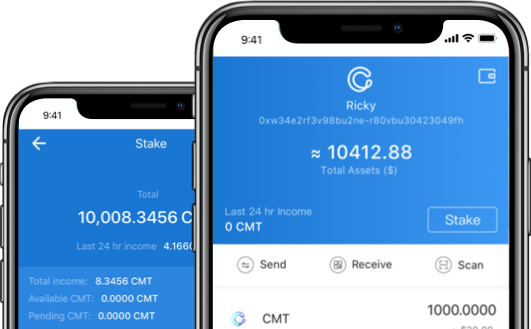 9:41
Stake
Total
10,008.3456 C
Last 24 hr income 4.1660
Total income: 8.3456 CMT
Available CMT: 0.0000 CMT
Pending CMT: 0.0000 CMT
9:41
Ricky
0xw34e2rf3v98bu2ne-r80vbu30423049fh
≈ 10412.88
Total Assets ($)
Last 24 hr Income
0 CMT
Stake
Send
Receive
Scan
CMT
1000.0000